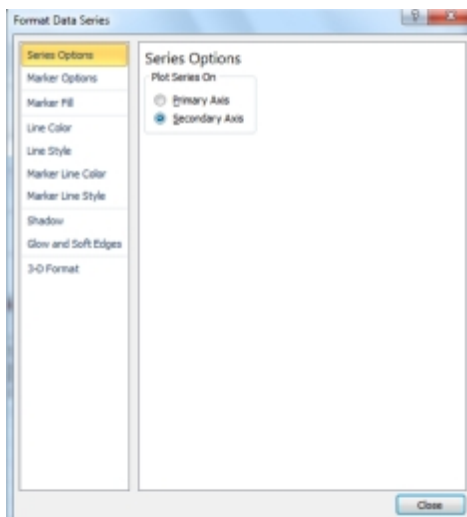 Format Data Series
Series Options
Marker Options
Marker Fill
Line Color
Line Style
Marker Line Color
Marker Line Style
Shadow
Glow and Soft Edges
3-D Format
Series Options
Plot Series On
Primary Axis
Secondary Axis
Close